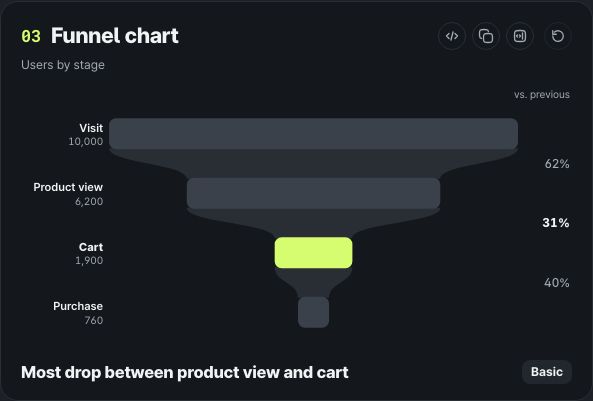 03 Funnel chart
Users by stage
vs. previous
Visit
10,000
62%
Product view
6,200
31%
Cart
1,900
40%
Purchase
760
Most drop between product view and cart
Basic